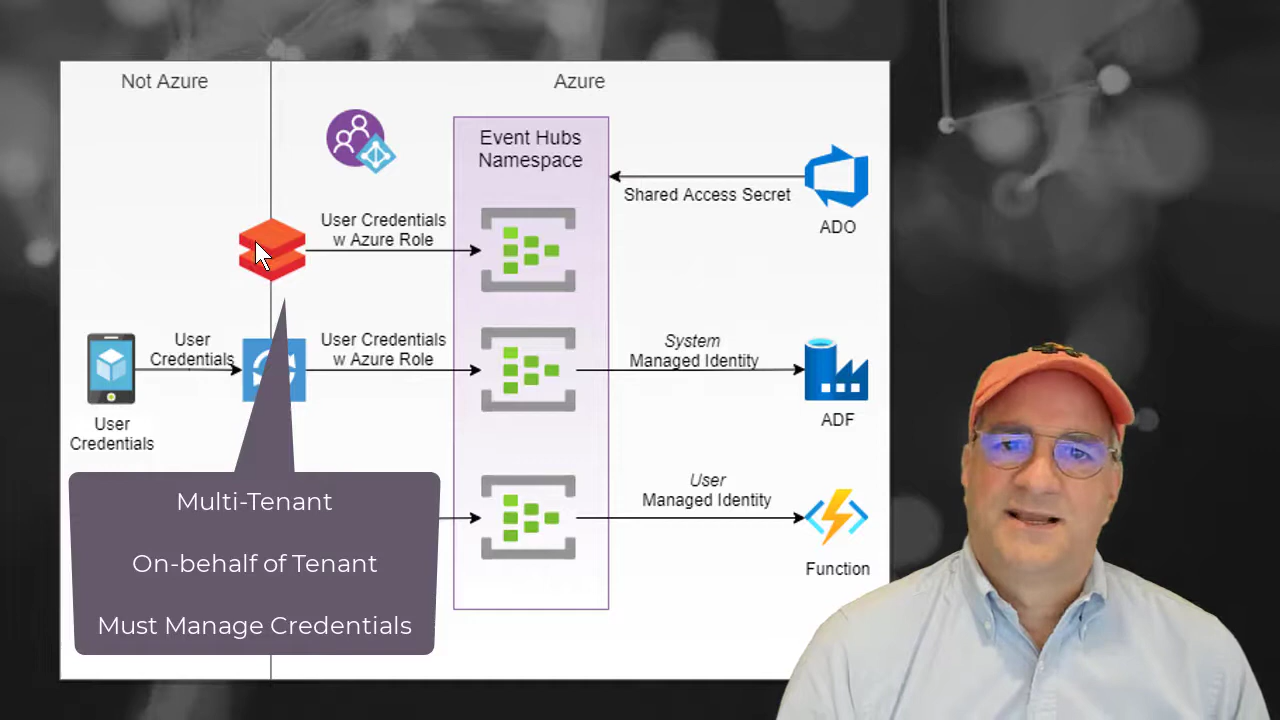 Not Azure
Azure
Event Hubs
Namespace
Shared Access Secret
ADO
User Credentials
w Azure Role
User
Credentials
User Credentials
w Azure Role
System
Managed Identity
User
Credentials
ADF
Multi-Tenant
On-behalf of Tenant
Must Manage Credentials
User
Managed Identity
Function